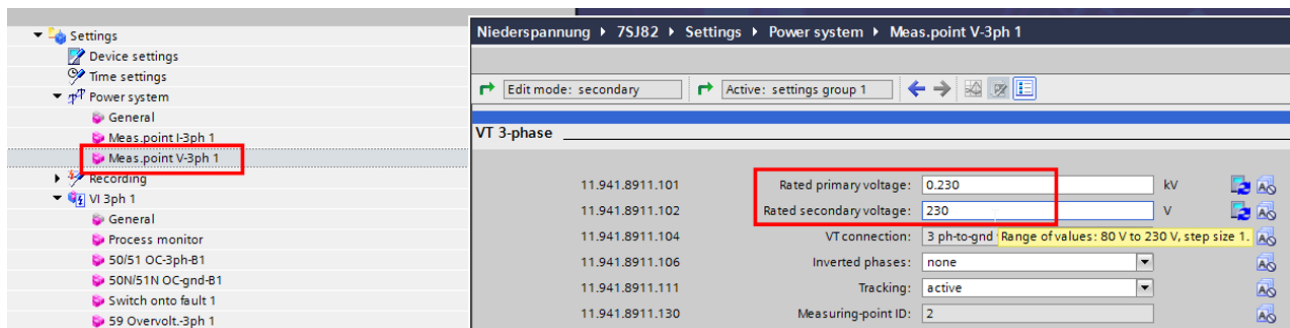 Settings
Device settings
Time settings
Power system
General
Meas.point I-3ph 1
Meas.point V-3ph 1
Recording
VI 3ph 1
General
Process monitor
50/51 OC-3ph-B1
50N/51N OC-gnd-B1
Switch onto fault 1
59 Overvolt.-3ph 1
Niederspannung 7SJ82 Settings Power system Meas.point V-3ph 1
Edit mode: secondary Active: settings group 1
VT 3-phase
11.941.8911.101 Rated primary voltage: 0.230 kV
11.941.8911.102 Rated secondary voltage: 230 V
11.941.8911.104 VT connection: 3 ph-to-gnd Range of values: 80 V to 230 V, step size 1.
11.941.8911.106 Inverted phases: none
11.941.8911.111 Tracking: active
11.941.8911.130 Measuring-point ID: 2